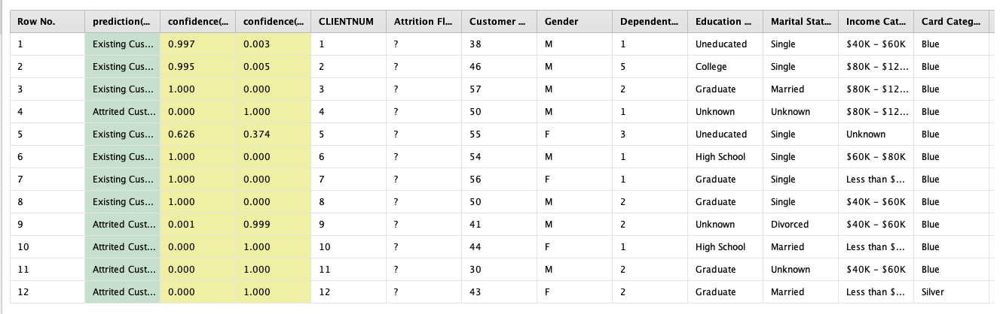 Row No. prediction(... confidence(... confidence(... CLIENTNUM Attrition Fl... Customer ... Gender Dependent... Education ... Marital Stat... Income Cat... Card Categ...
1 Existing Cus... 0.997 0.003 1 ? 38 M 1 Uneducated Single $40K - $60K Blue
2 Existing Cus... 0.995 0.005 2 ? 46 M 5 College Single $80K - $12... Blue
3 Existing Cus... 1.000 0.000 3 ? 57 M 2 Graduate Married $80K - $12... Blue
4 Attrited Cust... 0.000 1.000 4 ? 50 M 1 Unknown Unknown $80K - $12... Blue
5 Existing Cus... 0.626 0.374 5 ? 55 F 3 Uneducated Single Unknown Blue
6 Existing Cus... 1.000 0.000 6 ? 54 M 1 High School Single $60K - $80K Blue
7 Existing Cus... 1.000 0.000 7 ? 56 F 1 Graduate Single Less than $... Blue
8 Existing Cus... 1.000 0.000 8 ? 50 M 2 Graduate Single $40K - $60K Blue
9 Attrited Cust... 0.001 0.999 9 ? 41 M 2 Unknown Divorced $40K - $60K Blue
10 Attrited Cust... 0.000 1.000 10 ? 44 F 1 High School Married Less than $... Blue
11 Attrited Cust... 0.000 1.000 11 ? 30 M 2 Graduate Unknown $40K - $60K Blue
12 Attrited Cust... 0.000 1.000 12 ? 43 F 2 Graduate Married Less than $... Silver